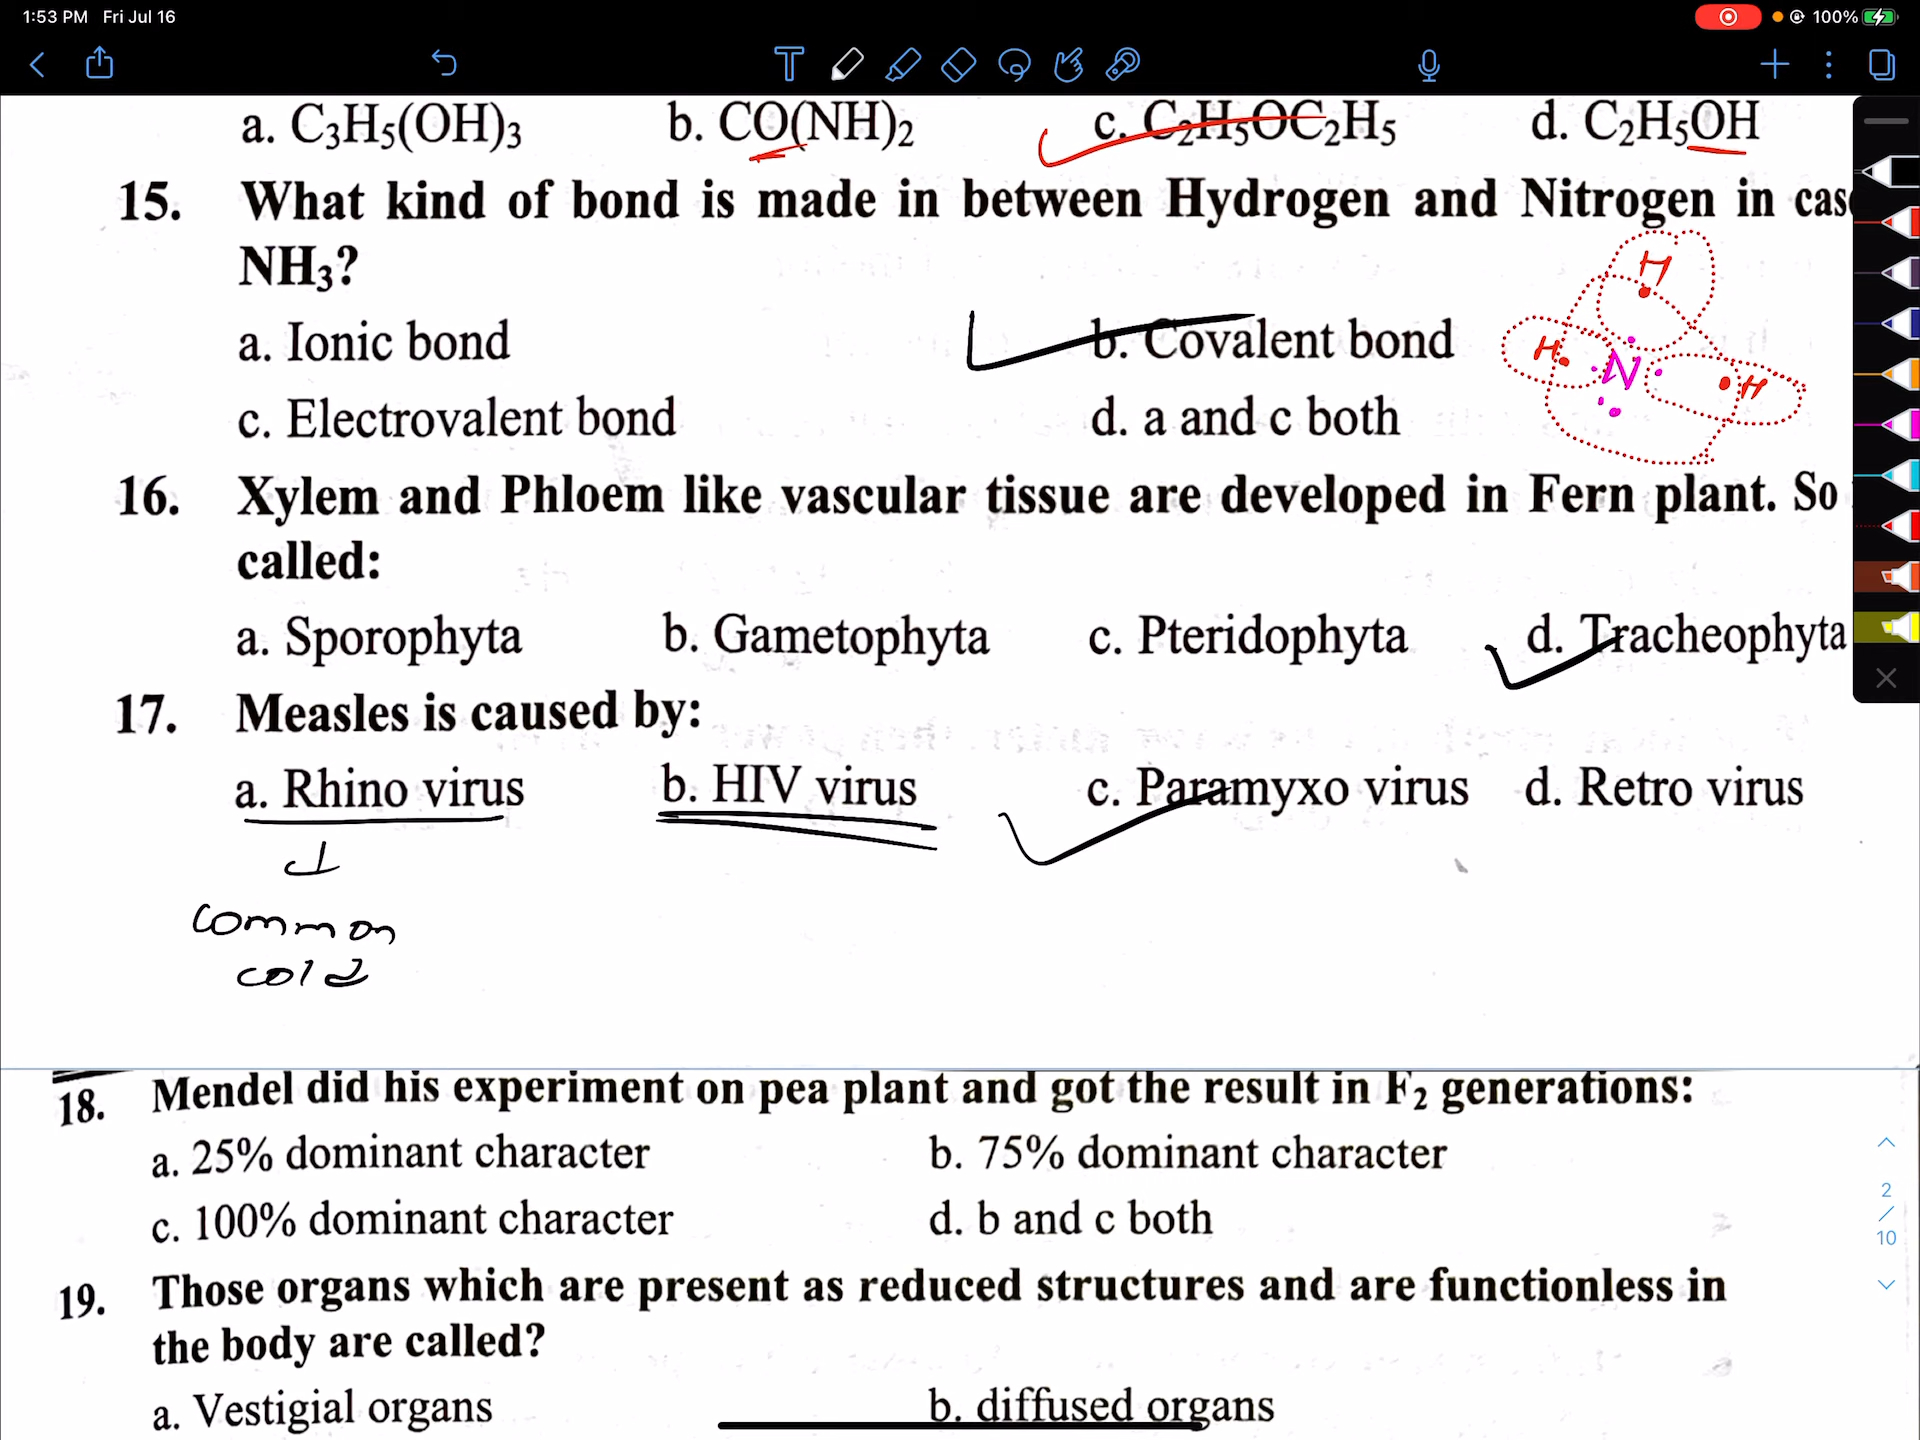 1:53 PM Fri Jul 16
100%
a. C₃H₅(OH)₃ b. CO(NH)₂ c. C₂H₅OC₂H₅ d. C₂H₅OH
15. What kind of bond is made in between Hydrogen and Nitrogen in cas
NH₃?
H
a. Ionic bond b. Covalent bond
H N H
c. Electrovalent bond d. a and c both
16. Xylem and Phloem like vascular tissue are developed in Fern plant. So
called:
a. Sporophyta b. Gametophyta c. Pteridophyta d. Tracheophyta
17. Measles is caused by:
a. Rhino virus b. HIV virus c. Paramyxo virus d. Retro virus
common
cold
18. Mendel did his experiment on pea plant and got the result in F₂ generations:
a. 25% dominant character b. 75% dominant character
2
/
c. 100% dominant character d. b and c both
10
19. Those organs which are present as reduced structures and are functionless in
the body are called?
a. Vestigial organs b. diffused organs